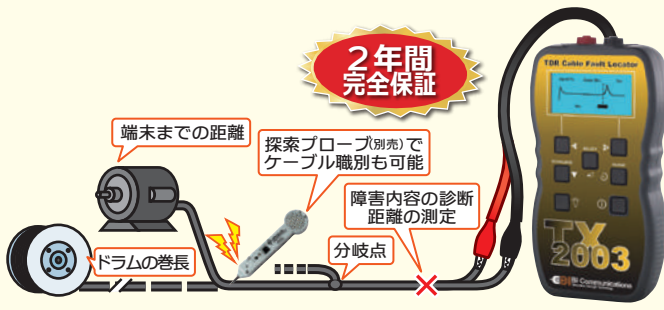 2年間
完全保証
TDR Cable Fault Locator
端末までの距離
探索プローブ(別売)で
ケーブル職別も可能
障害内容の診断
距離の測定
ドラムの巻長
分岐点
TX
2003
Bi Communications